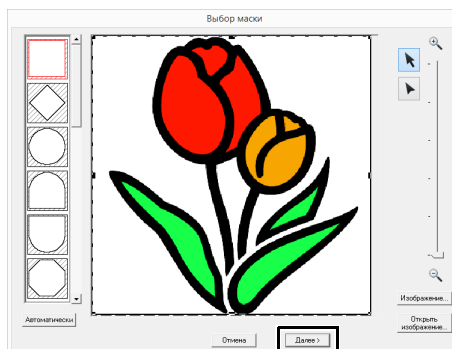 Выбор маски
Изображение...
Автоматически
Открыть
изображение...
Отмена
Далее >